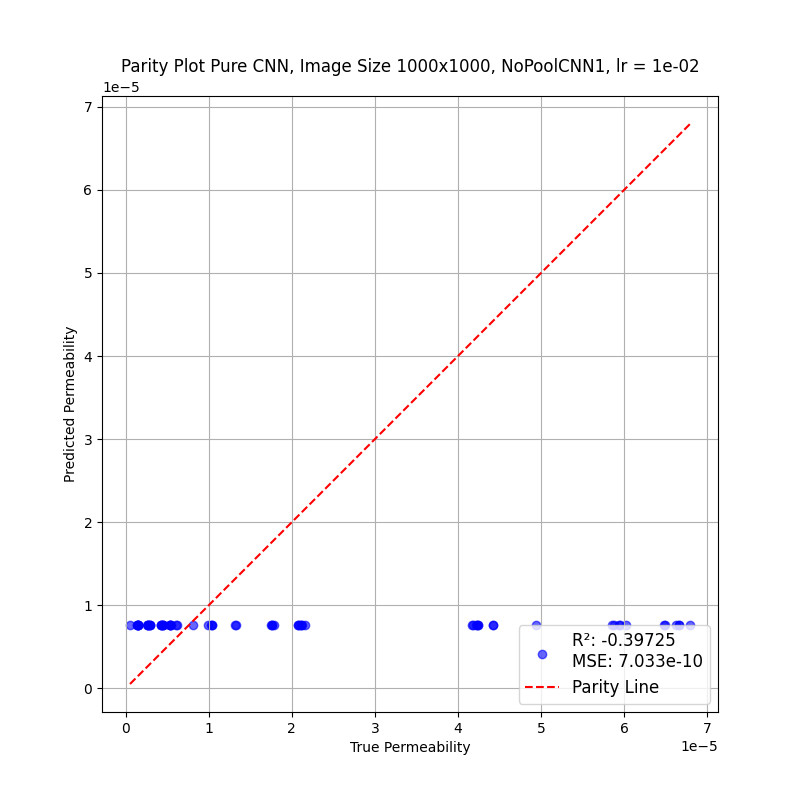 Parity Plot Pure CNN, Image Size 1000x1000, NoPoolCNN1, lr = 1e-02
1e−5
7
6
5
4
3
2
1
0
Predicted Permeability
R²: -0.39725
MSE: 7.033e-10
Parity Line
0 1 2 3 4 5 6 7
True Permeability
1e−5